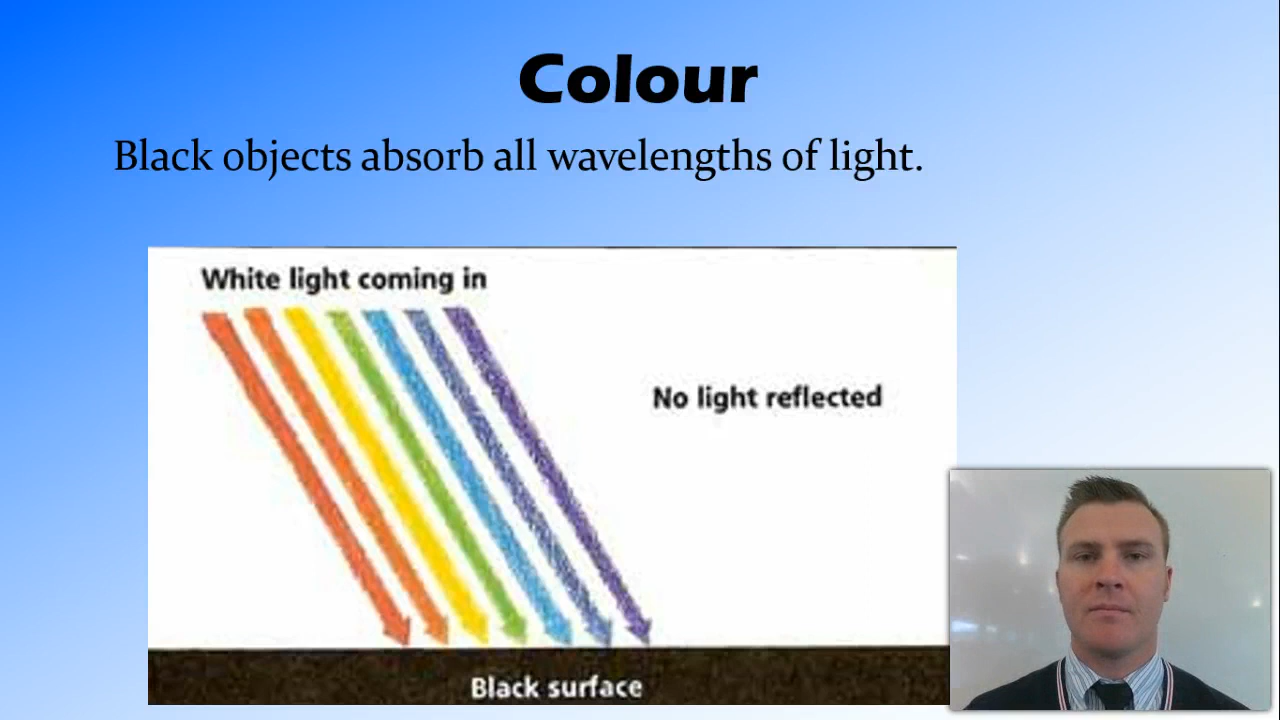 Colour
Black objects absorb all wavelengths of light.
White light coming in
No light reflected
Black surface